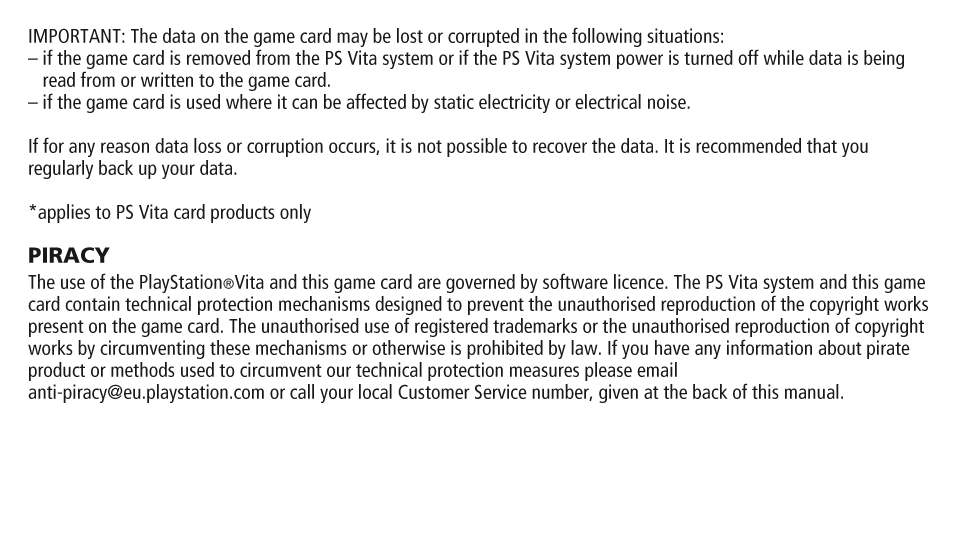 IMPORTANT: The data on the game card may be lost or corrupted in the following situations:
– if the game card is removed from the PS Vita system or if the PS Vita system power is turned off while data is being
read from or written to the game card.
– if the game card is used where it can be affected by static electricity or electrical noise.
If for any reason data loss or corruption occurs, it is not possible to recover the data. It is recommended that you
regularly back up your data.
*applies to PS Vita card products only
PIRACY
The use of the PlayStation®Vita and this game card are governed by software licence. The PS Vita system and this game
card contain technical protection mechanisms designed to prevent the unauthorised reproduction of the copyright works
present on the game card. The unauthorised use of registered trademarks or the unauthorised reproduction of copyright
works by circumventing these mechanisms or otherwise is prohibited by law. If you have any information about pirate
product or methods used to circumvent our technical protection measures please email
anti-piracy@eu.playstation.com or call your local Customer Service number, given at the back of this manual.